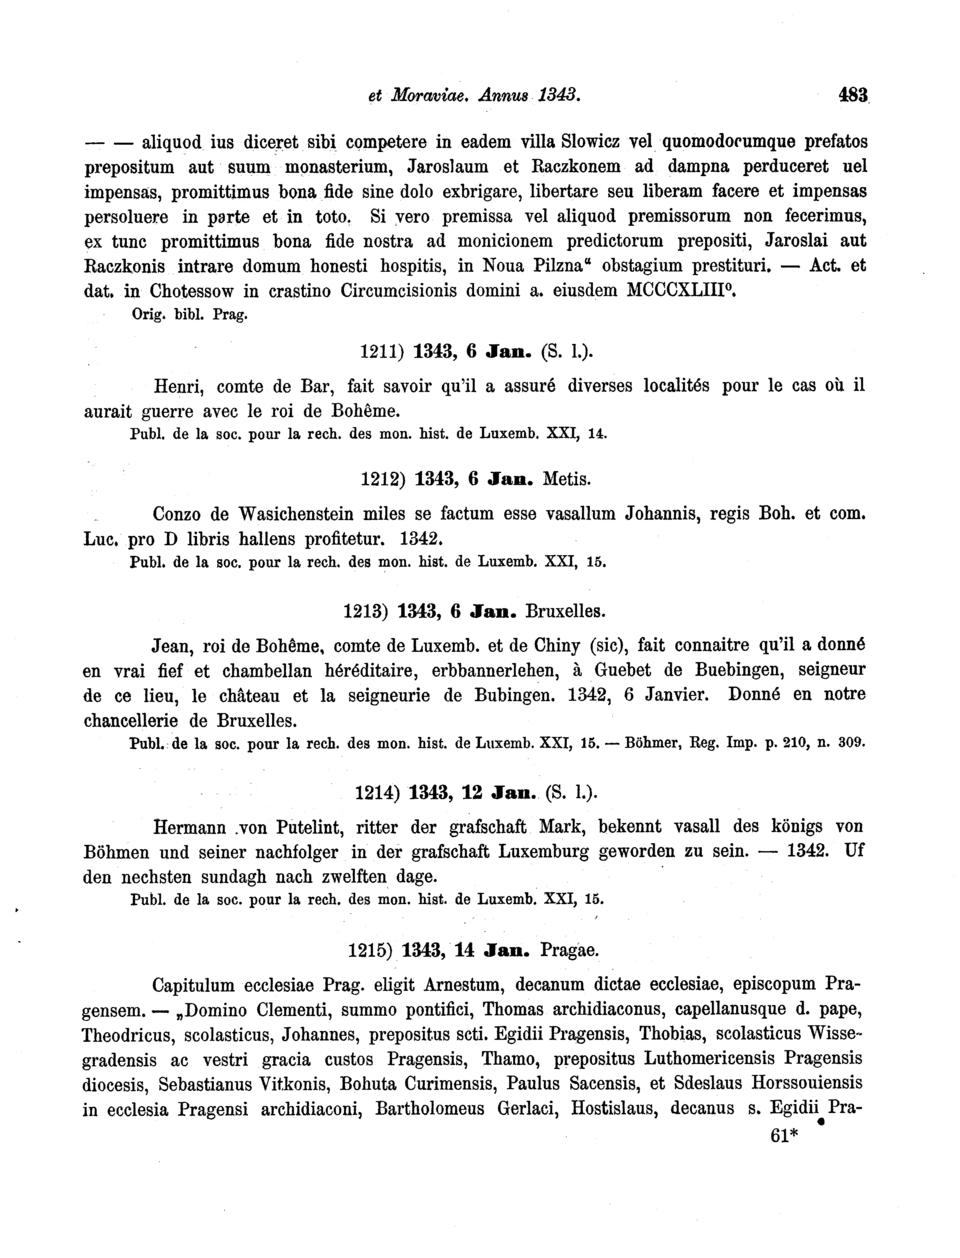 et Moraviae. Annus 1343. 483
— — aliquod ius diceret sibi competere in eadem villa Slowicz vel quomodocumque prefatos
prepositum aut suum monasterium, Jaroslaum et Raczkonem ad dampna perduceret uel
impensas, promittimus bona fide sine dolo exbrigare, libertare seu liberam facere et impensas
persoluere in parte et in toto. Si vero premissa vel aliquod premissorum non fecerimus,
ex tunc promittimus bona fide nostra ad monicionem predictorum prepositi, Jaroslai aut
Raczkonis intrare domum honesti hospitis, in Noua Pilzna“ obstagium prestituri. — Act. et
dat. in Chotessow in crastino Circumcisionis domini a. eiusdem MCCCXLIII⁰.
Orig. bibl. Prag.
1211) 1343, 6 Jan. (S. l.).
Henri, comte de Bar, fait savoir qu'il a assuré diverses localités pour le cas où il
aurait guerre avec le roi de Bohême.
Publ. de la soc. pour la rech. des mon. hist. de Luxemb. XXI, 14.
1212) 1343, 6 Jan. Metis.
Conzo de Wasichenstein miles se factum esse vasallum Johannis, regis Boh. et com.
Luc. pro D libris hallens profitetur. 1342.
Publ. de la soc. pour la rech. des mon. hist. de Luxemb. XXI, 15.
1213) 1343, 6 Jan. Bruxelles.
Jean, roi de Bohême, comte de Luxemb. et de Chiny (sic), fait connaitre qu'il a donné
en vrai fief et chambellan héréditaire, erbbannerlehen, à Guebet de Buebingen, seigneur
de ce lieu, le château et la seigneurie de Bubingen. 1342, 6 Janvier. Donné en notre
chancellerie de Bruxelles.
Publ. de la soc. pour la rech. des mon. hist. de Luxemb. XXI, 15. — Böhmer, Reg. Imp. p. 210, n. 309.
1214) 1343, 12 Jan. (S. l.).
Hermann von Putelint, ritter der grafschaft Mark, bekennt vasall des königs von
Böhmen und seiner nachfolger in der grafschaft Luxemburg geworden zu sein. — 1342. Uf
den nechsten sundagh nach zwelften dage.
Publ. de la soc. pour la rech. des mon. hist. de Luxemb. XXI, 15.
1215) 1343, 14 Jan. Pragae.
Capitulum ecclesiae Prag. eligit Arnestum, decanum dictae ecclesiae, episcopum Pra-
gensem. — „Domino Clementi, summo pontifici, Thomas archidiaconus, capellanusque d. pape,
Theodricus, scolasticus, Johannes, prepositus scti. Egidii Pragensis, Thobias, scolasticus Wisse-
gradensis ac vestri gracia custos Pragensis, Thamo, prepositus Luthomericensis Pragensis
diocesis, Sebastianus Vitkonis, Bohuta Curimensis, Paulus Sacensis, et Sdeslaus Horssouiensis
in ecclesia Pragensi archidiaconi, Bartholomeus Gerlaci, Hostislaus, decanus s. Egidii Pra-
61*